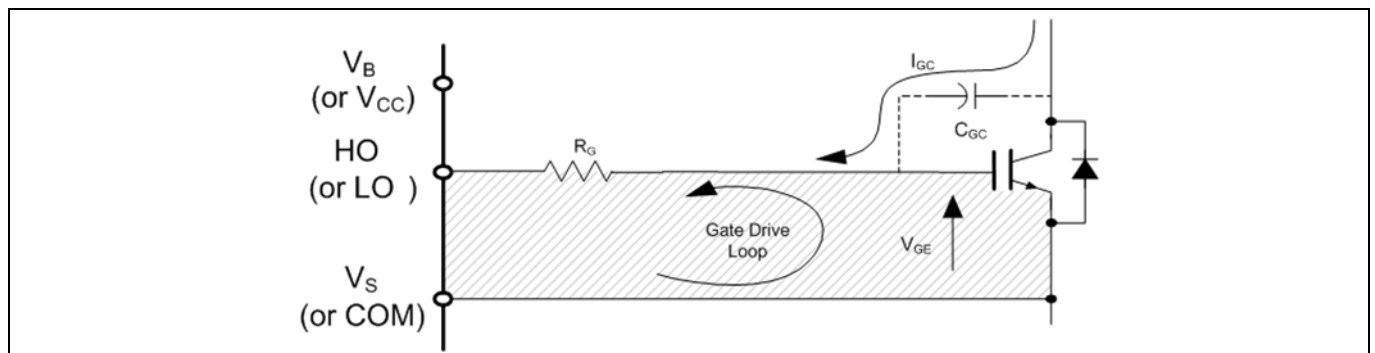 V_B
(or V_CC)
HO
(or LO )
V_S
(or COM)
R_G
I_GC
C_GC
Gate Drive
Loop
V_GE